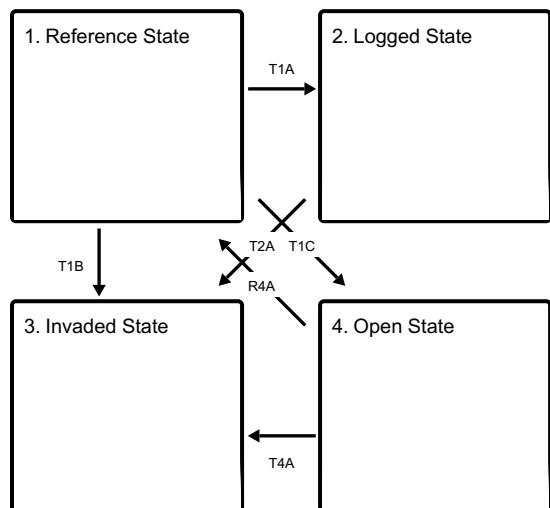 1. Reference State
2. Logged State
T1A
T2A
T1C
T1B
R4A
3. Invaded State
4. Open State
T4A